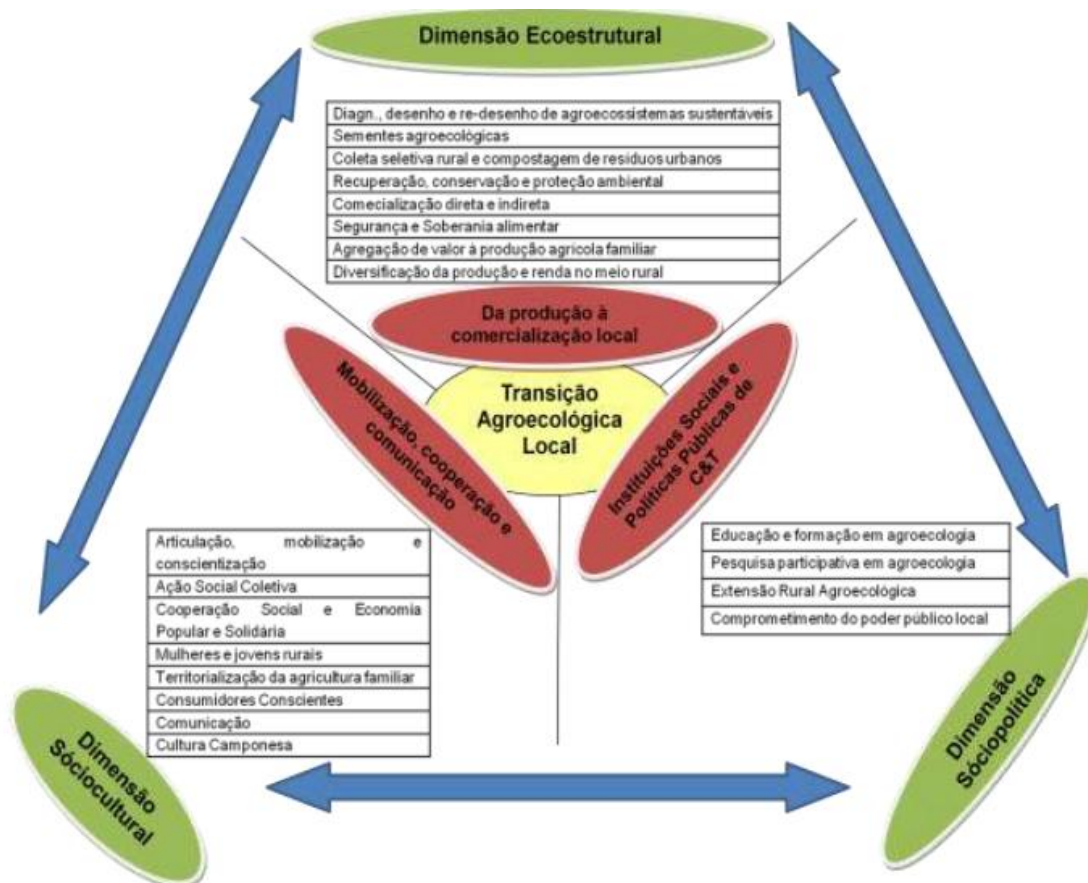 Dimensão Ecoestrutural
Diagn., desenho e re-desenho de agroecossistemas sustentáveis
Sementes agroecológicas
Coleta seletiva rural e compostagem de resíduos urbanos
Recuperação, conservação e proteção ambiental
Comecialização direta e indireta
Segurança e Soberania alimentar
Agregação de valor à produção agrícola familiar
Diversificação da produção e renda no meio rural
Da produção à
comercialização local
Mobilização, cooperação e
comunicação
Transição
Agroecológica
Local
Instituições Sociais e
Políticas Públicas de
C&T
Articulação, mobilização e
conscientização
Ação Social Coletiva
Cooperação Social e Economia
Popular e Solidária
Mulheres e jovens rurais
Territorialização da agricultura familiar
Consumidores Conscientes
Comunicação
Cultura Camponesa
Educação e formação em agroecologia
Pesquisa participativa em agroecologia
Extensão Rural Agroecológica
Comprometimento do poder público local
Dimensão
Sóciocultural
Dimensão
Sóciopolítica